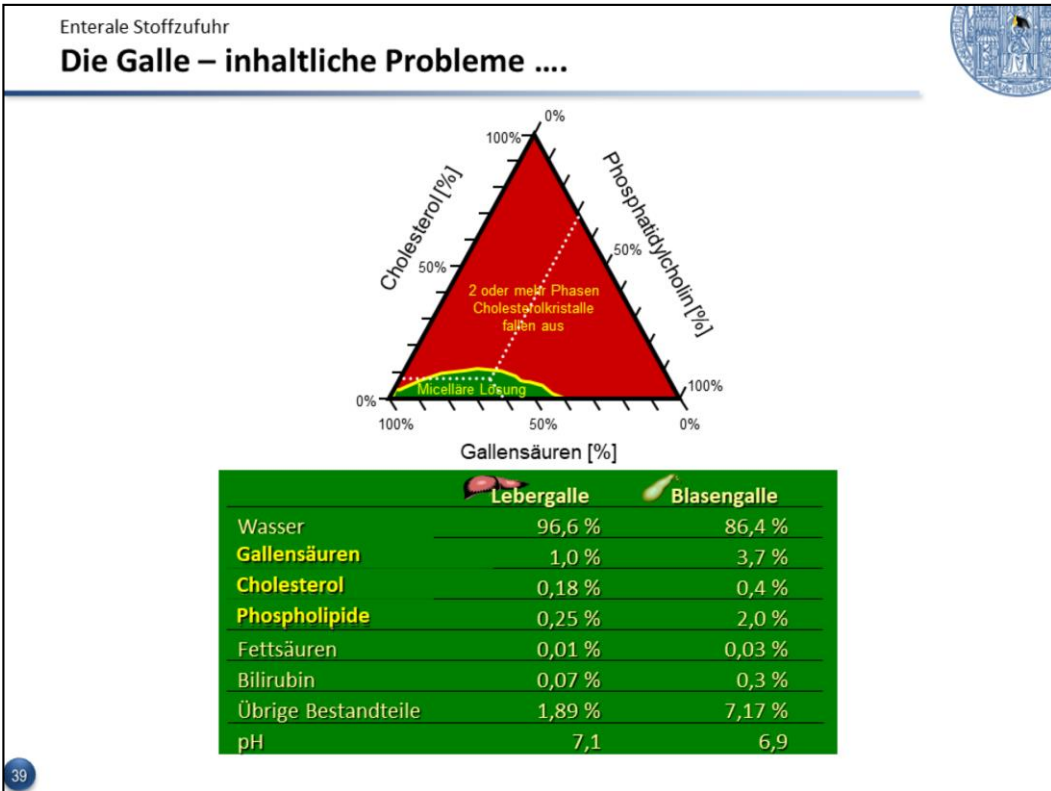 Enterale Stoffzufuhr
Die Galle – inhaltliche Probleme ....
0%
100%
Cholesterol [%]
Phosphatidylcholin [%]
50%
50%
2 oder mehr Phasen
Cholesterolkristalle
fallen aus
Micelläre Lösung
100%
0%
100%
50%
0%
Gallensäuren [%]
Lebergalle Blasengalle
Wasser 96,6 % 86,4 %
Gallensäuren 1,0 % 3,7 %
Cholesterol 0,18 % 0,4 %
Phospholipide 0,25 % 2,0 %
Fettsäuren 0,01 % 0,03 %
Bilirubin 0,07 % 0,3 %
Übrige Bestandteile 1,89 % 7,17 %
pH 7,1 6,9
39